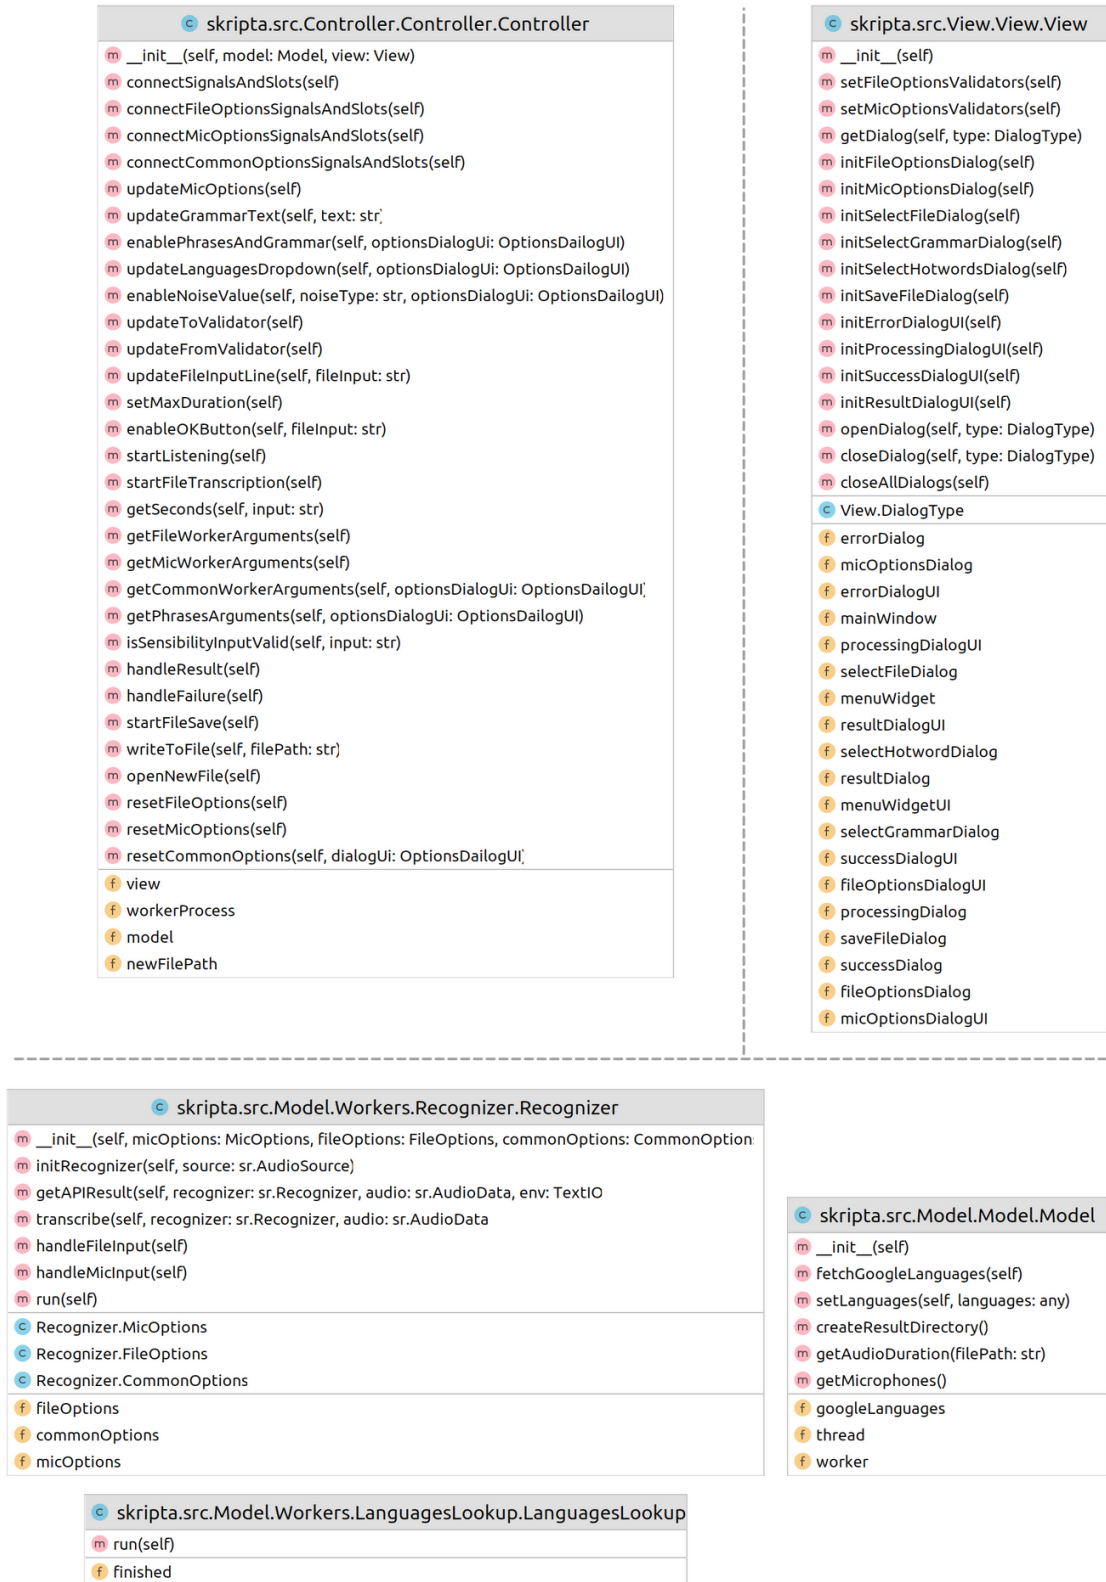 skripta.src.Controller.Controller.Controller
__init__(self, model: Model, view: View)
connectSignalsAndSlots(self)
connectFileOptionsSignalsAndSlots(self)
connectMicOptionsSignalsAndSlots(self)
connectCommonOptionsSignalsAndSlots(self)
updateMicOptions(self)
updateGrammarText(self, text: str)
enablePhrasesAndGrammar(self, optionsDialogUi: OptionsDailogUI)
updateLanguagesDropdown(self, optionsDialogUi: OptionsDailogUI)
enableNoiseValue(self, noiseType: str, optionsDialogUi: OptionsDailogUI)
updateToValidator(self)
updateFromValidator(self)
updateFileInputLine(self, fileInput: str)
setMaxDuration(self)
enableOKButton(self, fileInput: str)
startListening(self)
startFileTranscription(self)
getSeconds(self, input: str)
getFileWorkerArguments(self)
getMicWorkerArguments(self)
getCommonWorkerArguments(self, optionsDialogUi: OptionsDailogUI)
getPhrasesArguments(self, optionsDialogUi: OptionsDailogUI)
isSensibilityInputValid(self, input: str)
handleResult(self)
handleFailure(self)
startFileSave(self)
writeToFile(self, filePath: str)
openNewFile(self)
resetFileOptions(self)
resetMicOptions(self)
resetCommonOptions(self, dialogUi: OptionsDailogUI)
view
workerProcess
model
newFilePath
skripta.src.View.View.View
__init__(self)
setFileOptionsValidators(self)
setMicOptionsValidators(self)
getDialog(self, type: DialogType)
initFileOptionsDialog(self)
initMicOptionsDialog(self)
initSelectFileDialog(self)
initSelectGrammarDialog(self)
initSelectHotwordsDialog(self)
initSaveFileDialog(self)
initErrorDialogUI(self)
initProcessingDialogUI(self)
initSuccessDialogUI(self)
initResultDialogUI(self)
openDialog(self, type: DialogType)
closeDialog(self, type: DialogType)
closeAllDialogs(self)
View.DialogType
errorDialog
micOptionsDialog
errorDialogUI
mainWindow
processingDialogUI
selectFileDialog
menuWidget
resultDialogUI
selectHotwordDialog
resultDialog
menuWidgetUI
selectGrammarDialog
successDialogUI
fileOptionsDialogUI
processingDialog
saveFileDialog
successDialog
fileOptionsDialog
micOptionsDialogUI
skripta.src.Model.Workers.Recognizer.Recognizer
__init__(self, micOptions: MicOptions, fileOptions: FileOptions, commonOptions: CommonOption
initRecognizer(self, source: sr.AudioSource)
getAPIResult(self, recognizer: sr.Recognizer, audio: sr.AudioData, env: TextIO
transcribe(self, recognizer: sr.Recognizer, audio: sr.AudioData
handleFileInput(self)
handleMicInput(self)
run(self)
Recognizer.MicOptions
Recognizer.FileOptions
Recognizer.CommonOptions
fileOptions
commonOptions
micOptions
skripta.src.Model.Model.Model
__init__(self)
fetchGoogleLanguages(self)
setLanguages(self, languages: any)
createResultDirectory()
getAudioDuration(filePath: str)
getMicrophones()
googleLanguages
thread
worker
skripta.src.Model.Workers.LanguagesLookup.LanguagesLookup
run(self)
finished